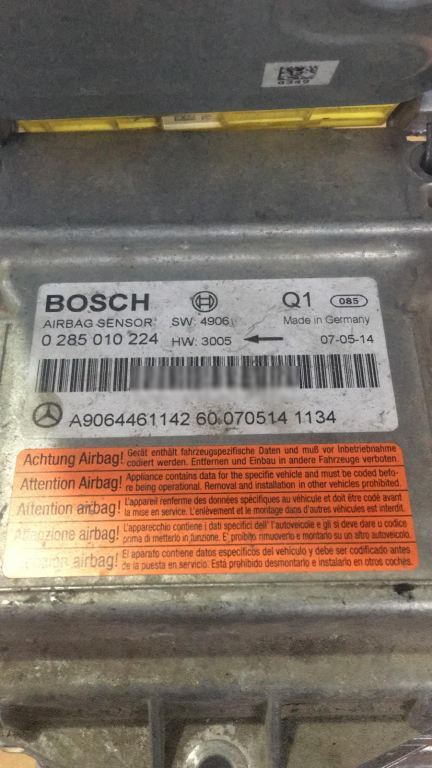 0349
BOSCH Q1 085
AIRBAG SENSOR SW: 4906 Made in Germany
0 285 010 224 HW: 3005 07-05-14
A9064461142 60 070514 1134
Achtung Airbag! Gerät enthält fahrzeugspezifische Daten und muß vor Inbetriebnahme
codiert werden. Entfernen und Einbau in andere Fahrzeuge verboten.
Attention Airbag! Appliance contains data for the specific vehicle and must be coded befo-
re being operational. Removal and installation in other vehicles prohibited.
Attention airbag! L'appareil renferme des données spécifiques au véhicule et doit être codé avant
la mise en service. L'enlèvement et le montage dans d'autres véhicules est interdit.
Attenzione airbag! L'apparecchio contiene i dati specifici dell' l'autoveicole e gli si deve dare u codice
prima di metterlo in funzione. E' proibito rimuoverlo e montarlo su un altro autoveicolo.
airbag! El aparato contiene datos específicos del vehículo y debe ser codificado antes
de la puesta en servicio. Está prohibido desmontarlo e instalarlo en otros coches.